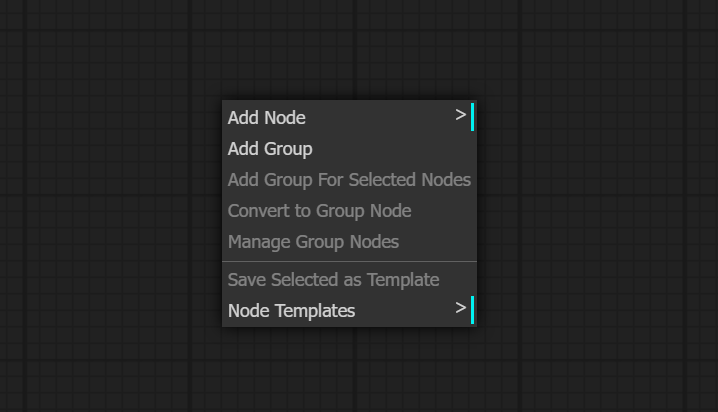 Add Node >
Add Group
Add Group For Selected Nodes
Convert to Group Node
Manage Group Nodes
Save Selected as Template
Node Templates >